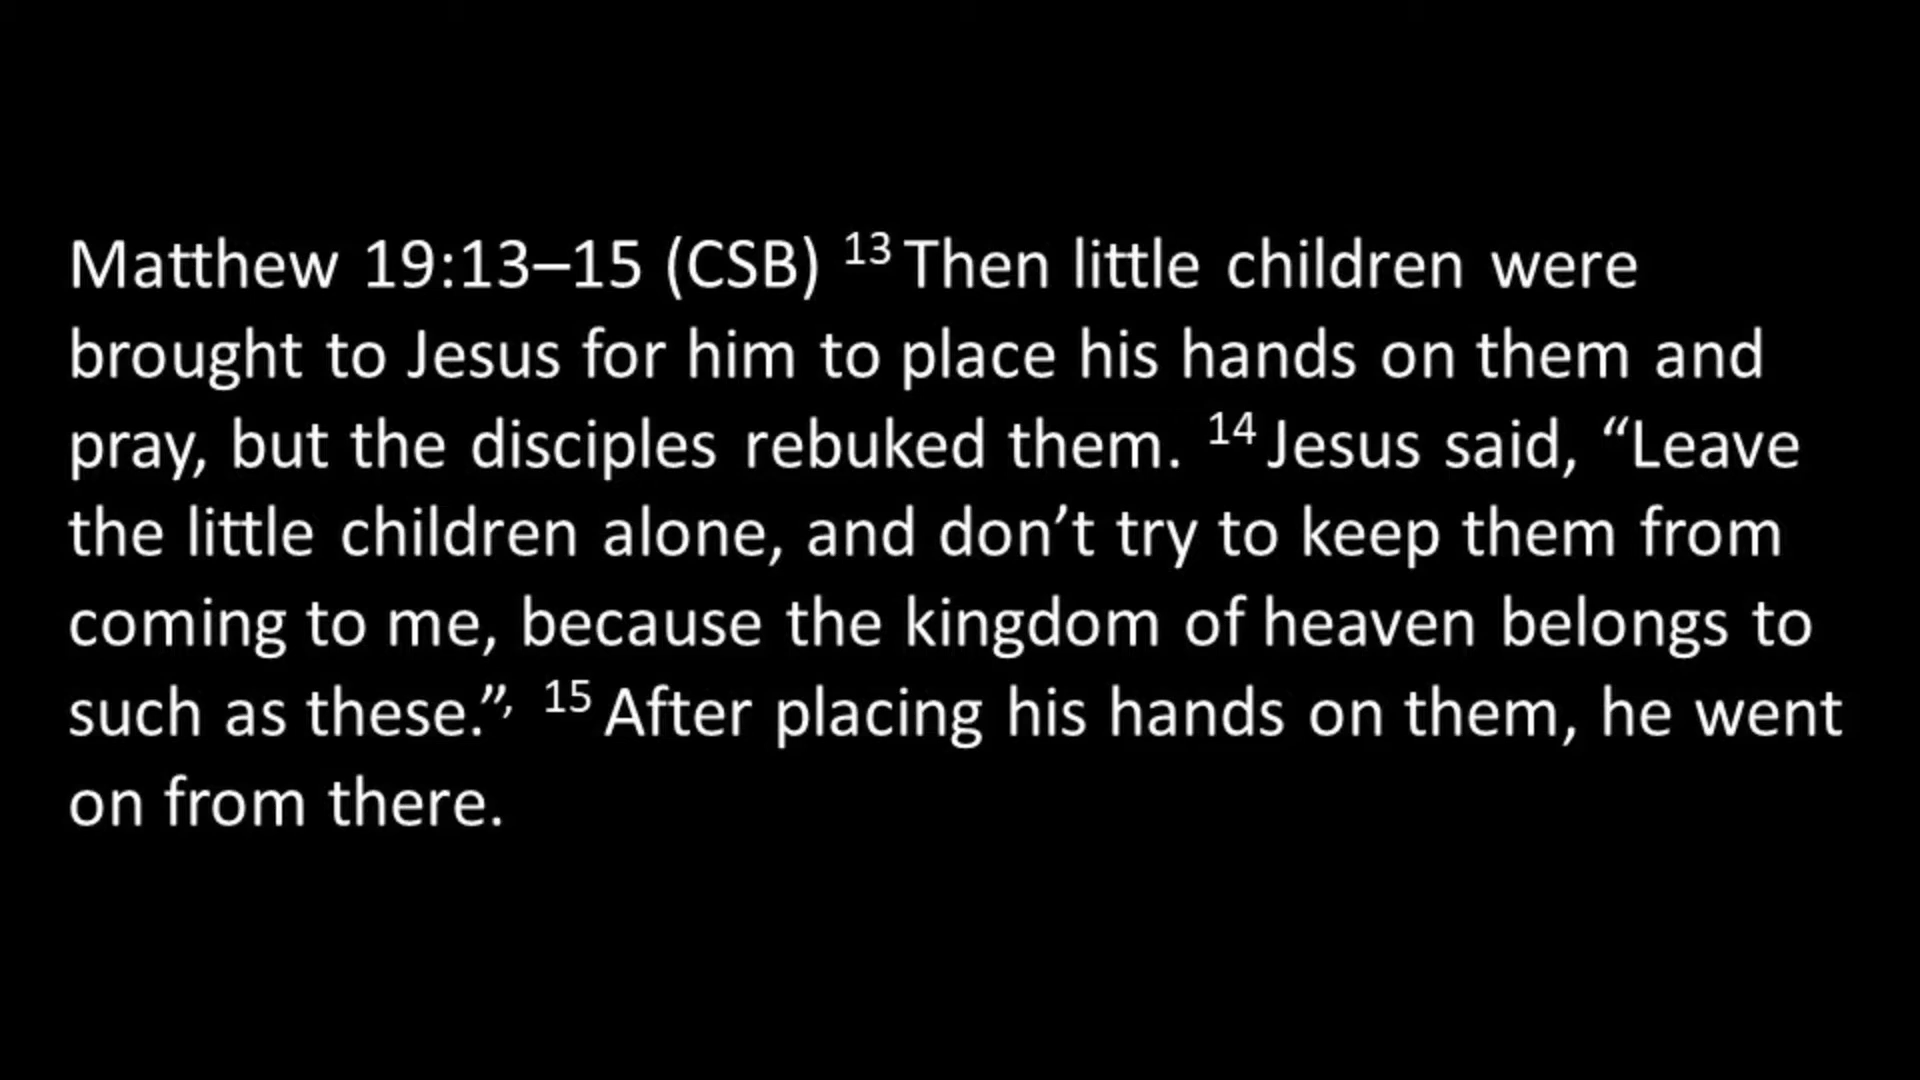 Matthew 19:13–15 (CSB) ¹³ Then little children were
brought to Jesus for him to place his hands on them and
pray, but the disciples rebuked them. ¹⁴ Jesus said, “Leave
the little children alone, and don’t try to keep them from
coming to me, because the kingdom of heaven belongs to
such as these.”, ¹⁵ After placing his hands on them, he went
on from there.